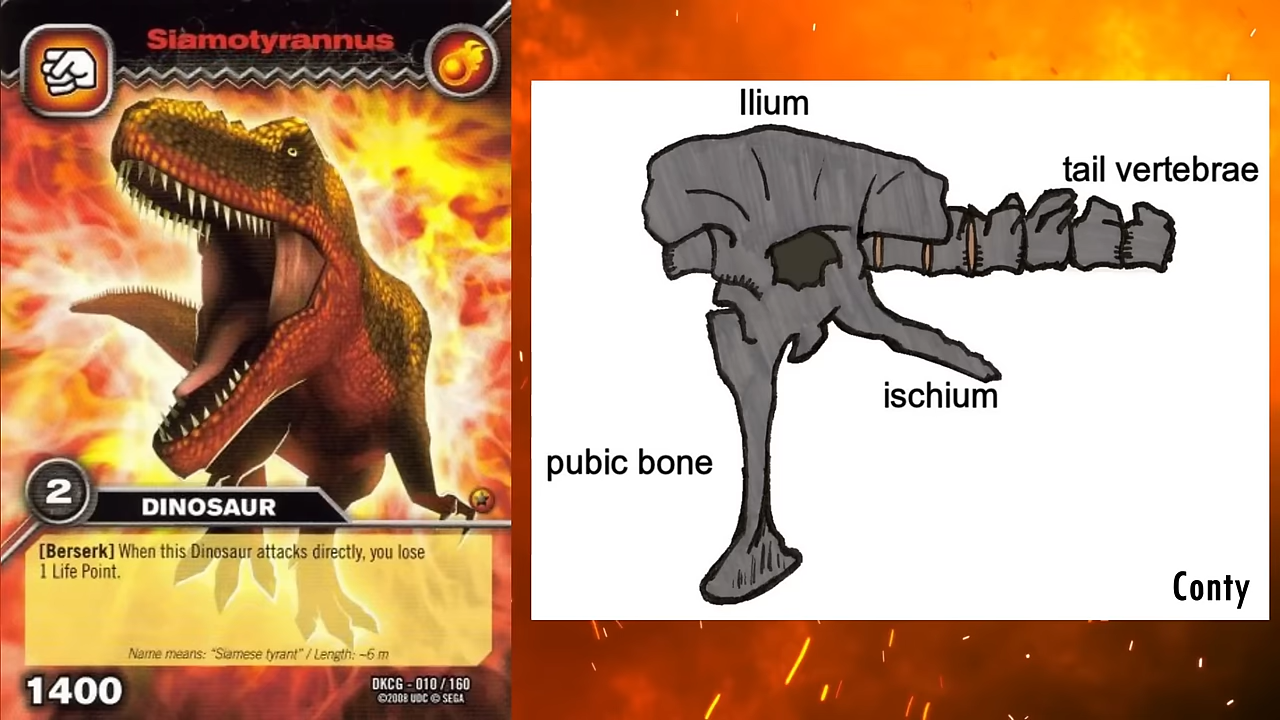 Siamotyrannus
2
DINOSAUR
[Berserk] When this Dinosaur attacks directly, you lose
1 Life Point.
Name means: "Siamese tyrant" / Length: ~6 m
1400
DKCG - 010 / 160
©2008 UDC © SEGA
Ilium
tail vertebrae
ischium
pubic bone
Conty